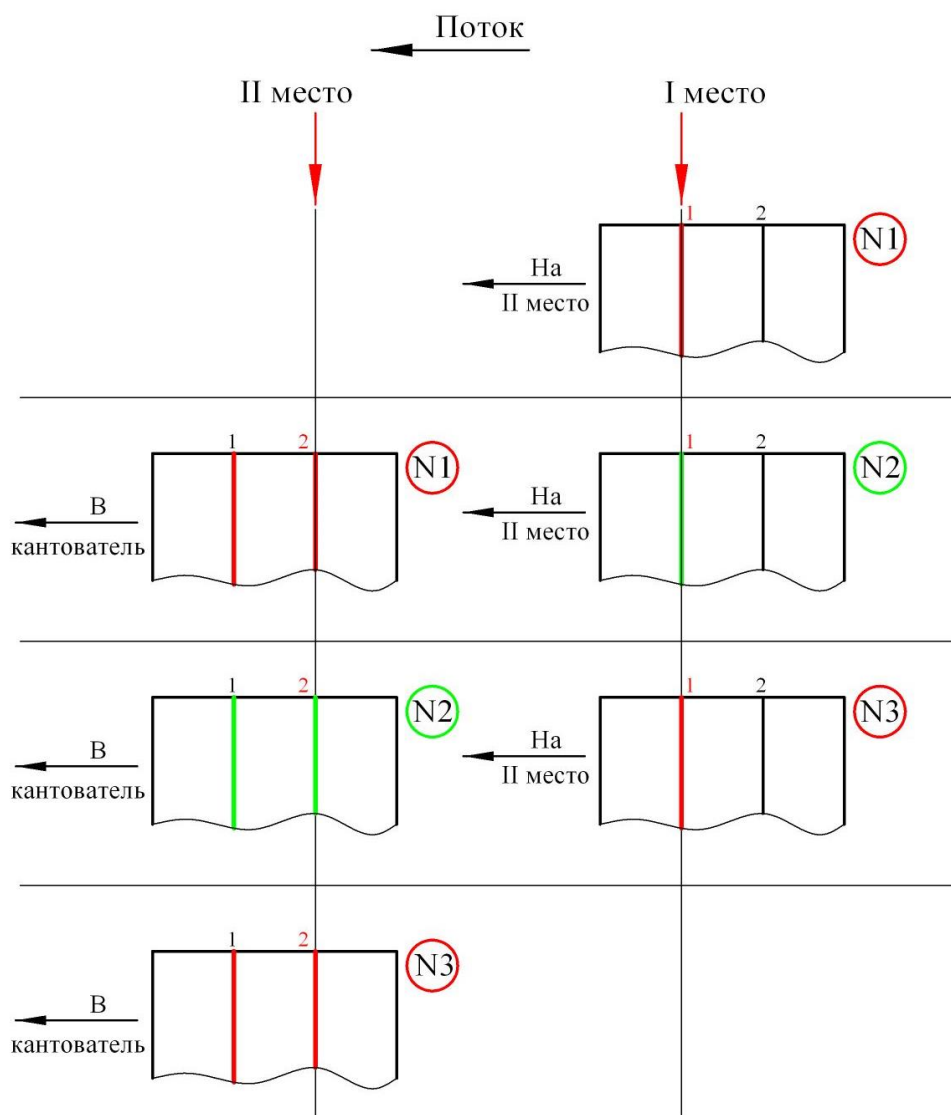 Поток
II место
I место
1
2
N1
На
II место
1
2
N1
1
2
N2
В
кантователь
На
II место
1
2
N2
1
2
N3
В
кантователь
На
II место
1
2
N3
В
кантователь